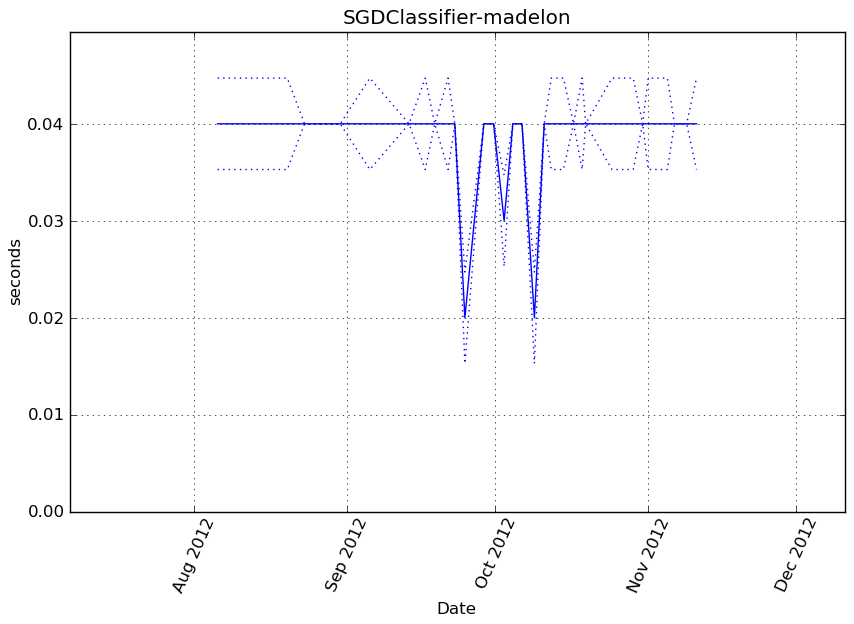 SGDClassifier-madelon
seconds
0.04
0.03
0.02
0.01
0.00
Aug 2012
Sep 2012
Oct 2012
Nov 2012
Dec 2012
Date